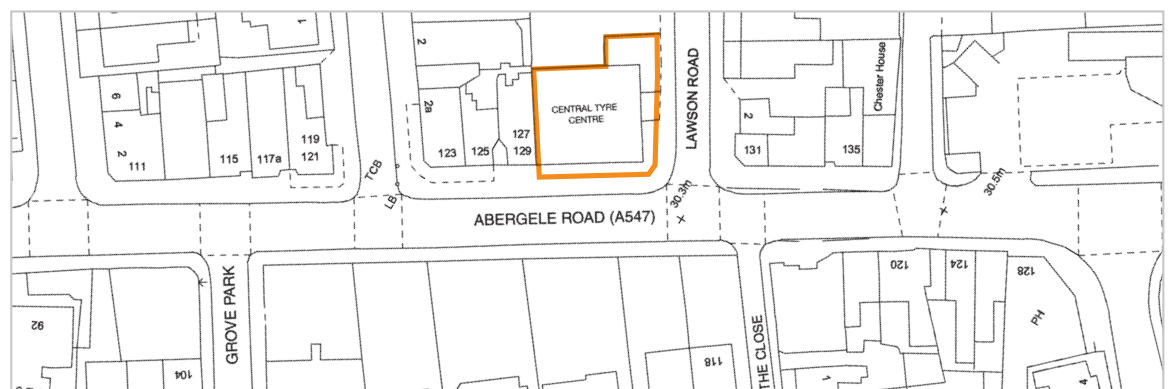 1
2
6
4
2
111
115
117a
119
121
TCB
LB
2
2a
123
125
127
129
CENTRAL TYRE
CENTRE
LAWSON ROAD
2
131
135
Chester House
30.3m
30.5m
ABERGELE ROAD (A547)
GROVE PARK
THE CLOSE
92
104
118
120
124
128
PH
1
4